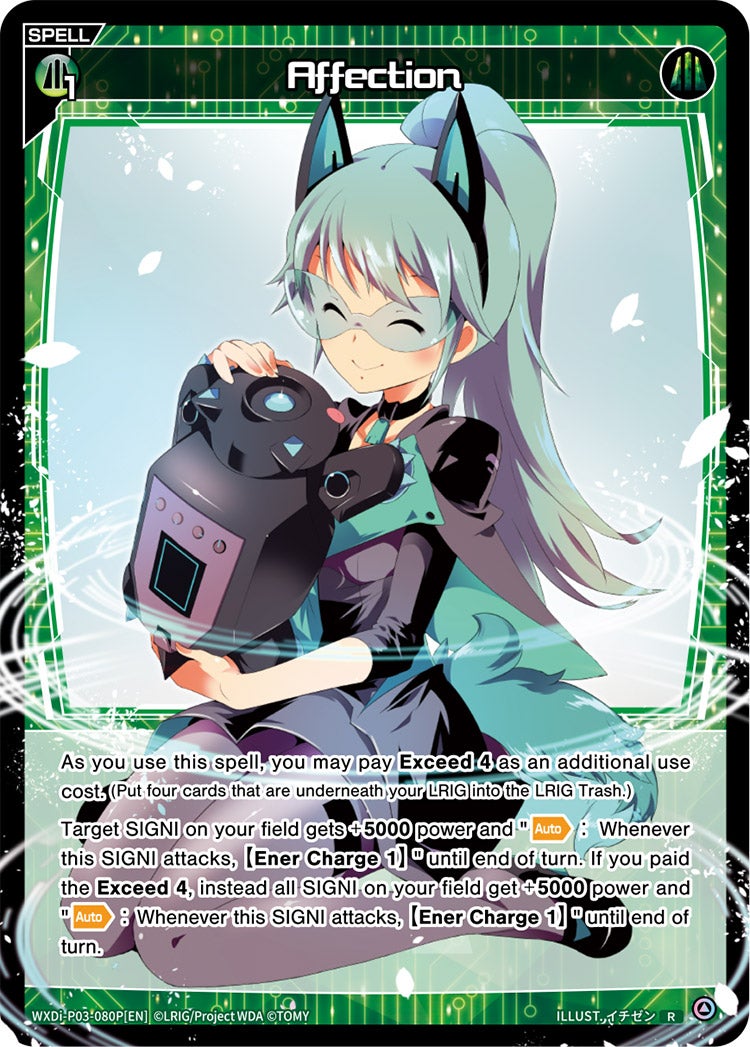 SPELL
1
Affection
As you use this spell, you may pay Exceed 4 as an additional use
cost. (Put four cards that are underneath your LRIG into the LRIG Trash.)
Target SIGNI on your field gets +5000 power and " Auto : Whenever
this SIGNI attacks,【Ener Charge 1】" until end of turn. If you paid
the Exceed 4, instead all SIGNI on your field get +5000 power and
" Auto : Whenever this SIGNI attacks,【Ener Charge 1】" until end of
turn.
WXDi-P03-080P[EN] ©LRIG/Project WDA ©TOMY ILLUST. イチゼン R